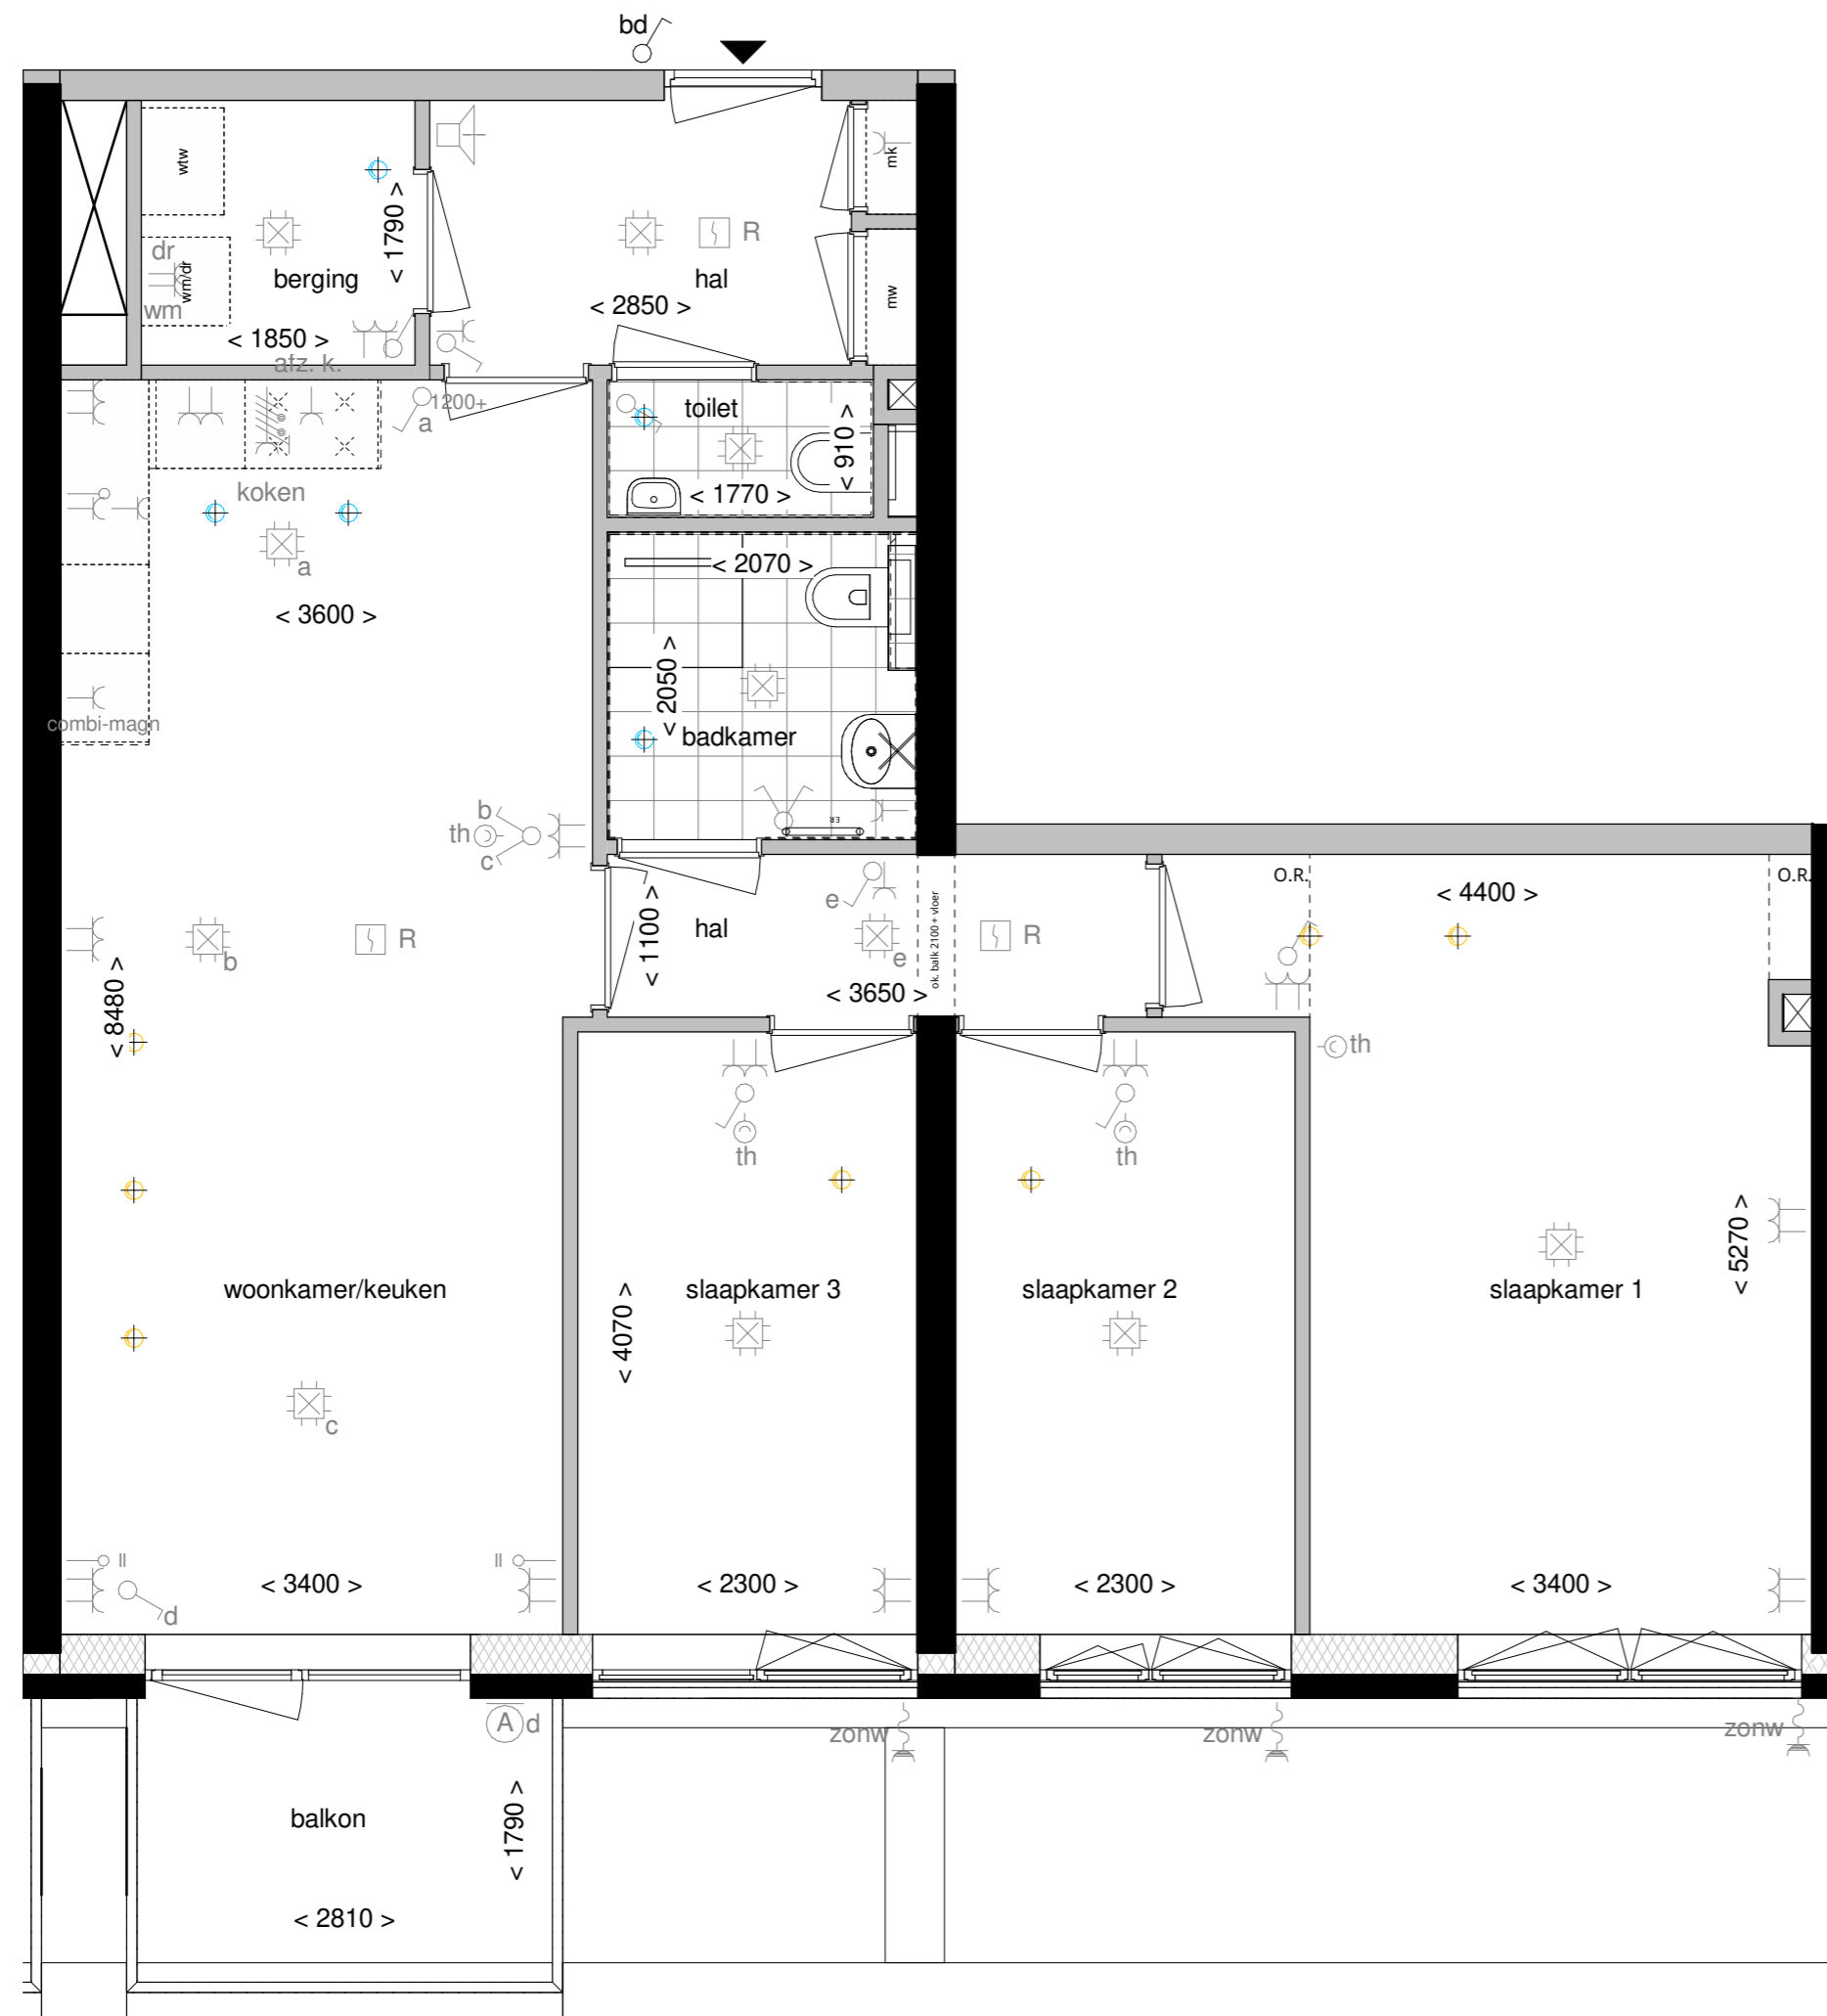 bd
wtw
mk
< 1790 >
R
dr
wm/dr
berging
hal
wm
mw
< 2850 >
< 1850 >
afz. k.
1200+
a
toilet
< 910 >
koken
< 1770 >
a
< 2070 >
< 3600 >
< 2050 >
combi-magn
badkamer
b
th
c
ER
O.R.
O.R.
< 4400 >
e
hal
< 1100 >
ok. balk 2100+ vloer
R
R
b
e
< 8480 >
< 3650 >
th
th
th
< 5270 >
woonkamer/keuken
slaapkamer 3
slaapkamer 2
slaapkamer 1
< 4070 >
c
II
II
< 3400 >
< 2300 >
< 2300 >
< 3400 >
d
A d
zonw
zonw
zonw
balkon
< 1790 >
< 2810 >